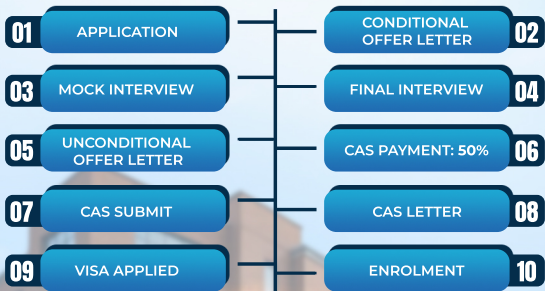 01 APPLICATION
CONDITIONAL
OFFER LETTER 02
03 MOCK INTERVIEW
FINAL INTERVIEW 04
05 UNCONDITIONAL
OFFER LETTER
CAS PAYMENT: 50% 06
07 CAS SUBMIT
CAS LETTER 08
09 VISA APPLIED
ENROLMENT 10